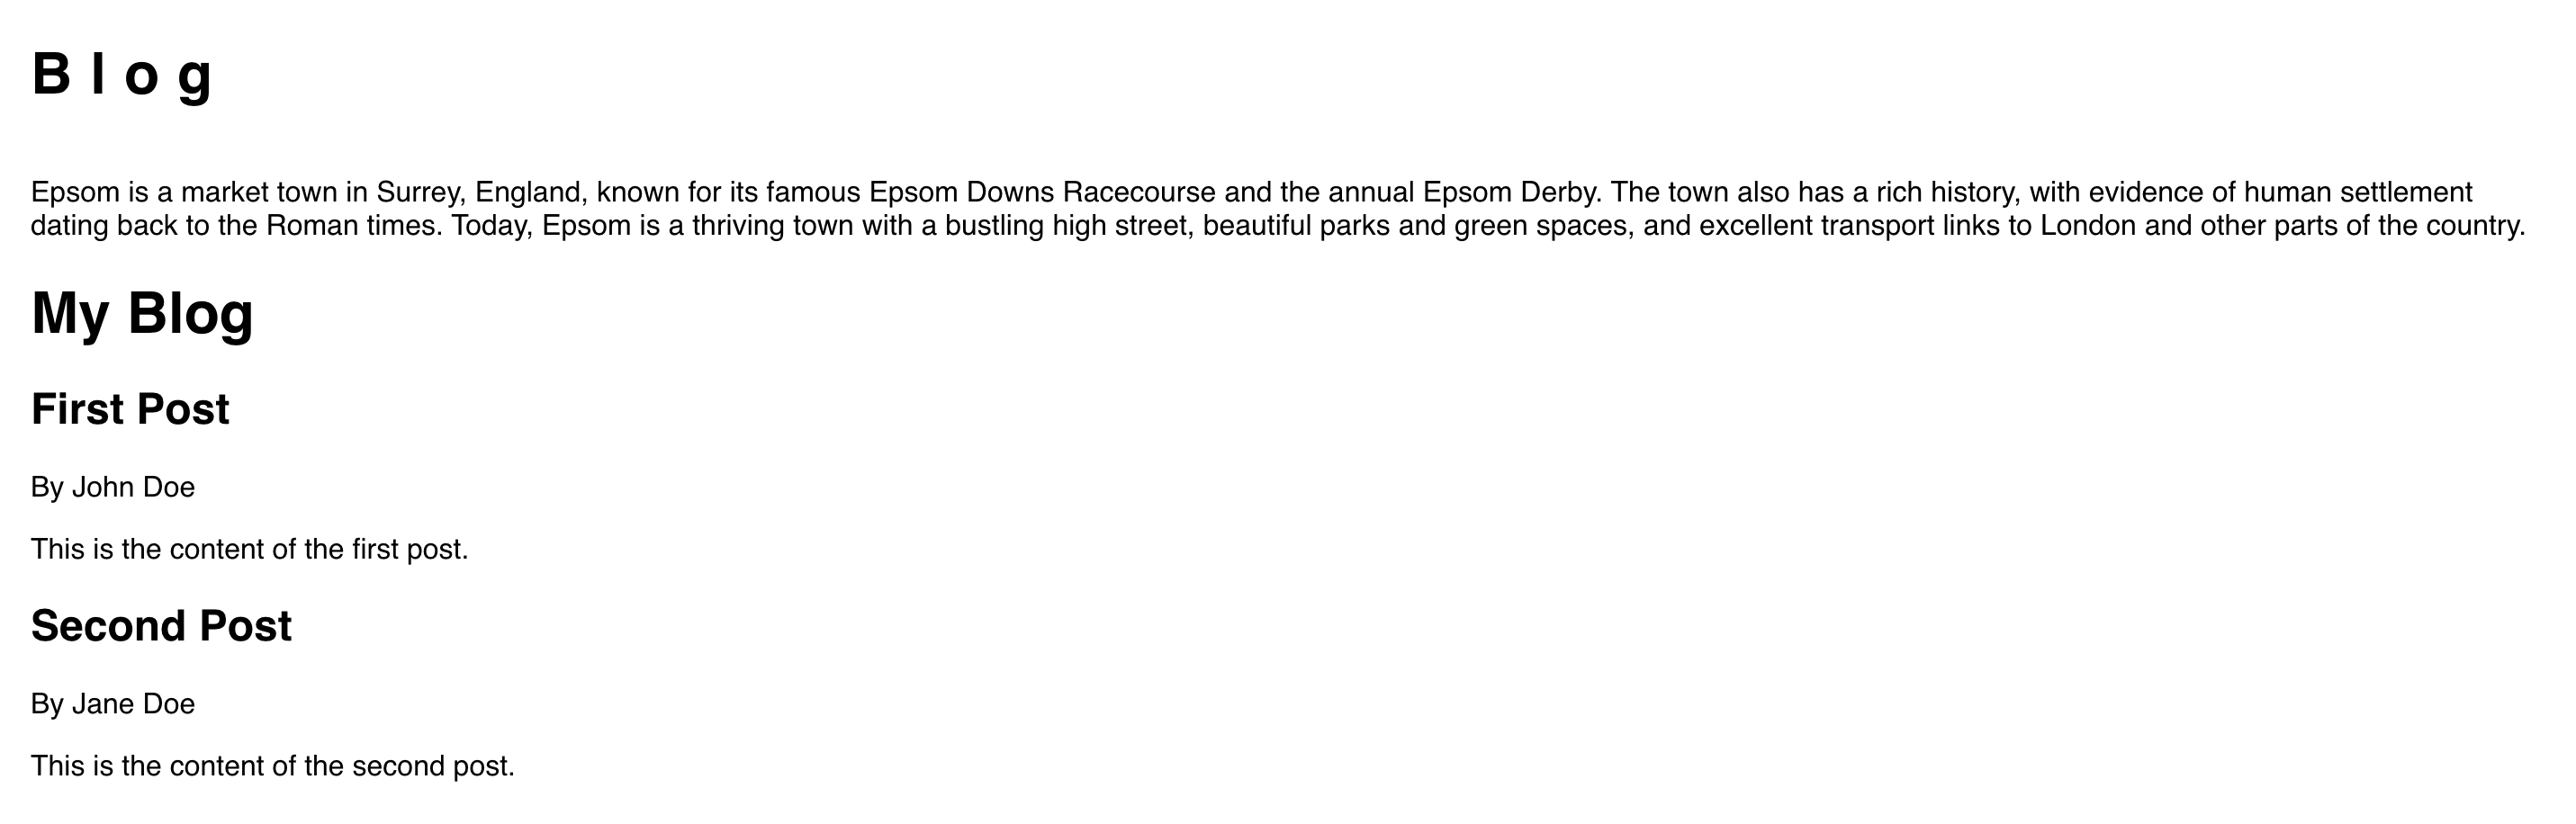 B l o g
Epsom is a market town in Surrey, England, known for its famous Epsom Downs Racecourse and the annual Epsom Derby. The town also has a rich history, with evidence of human settlement
dating back to the Roman times. Today, Epsom is a thriving town with a bustling high street, beautiful parks and green spaces, and excellent transport links to London and other parts of the country.
My Blog
First Post
By John Doe
This is the content of the first post.
Second Post
By Jane Doe
This is the content of the second post.